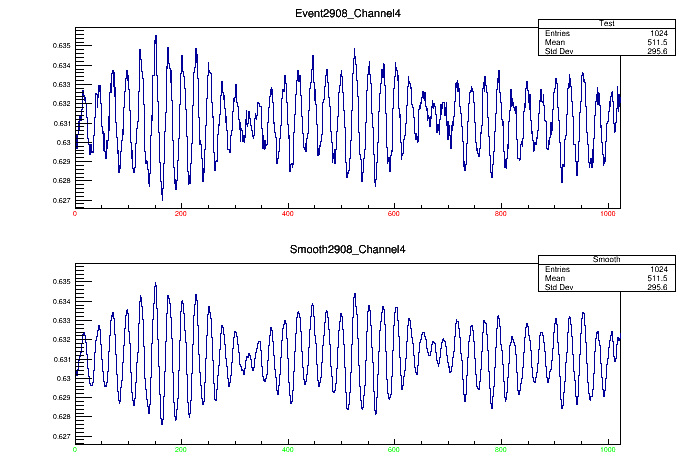 Event2908_Channel4
Test
Entries 1024
Mean 511.5
Std Dev 295.6
0.635
0.634
0.633
0.632
0.631
0.63
0.629
0.628
0.627
0 200 400 600 800 1000
Smooth2908_Channel4
Smooth
Entries 1024
Mean 511.5
Std Dev 295.6
0.635
0.634
0.633
0.632
0.631
0.63
0.629
0.628
0.627
0 200 400 600 800 1000